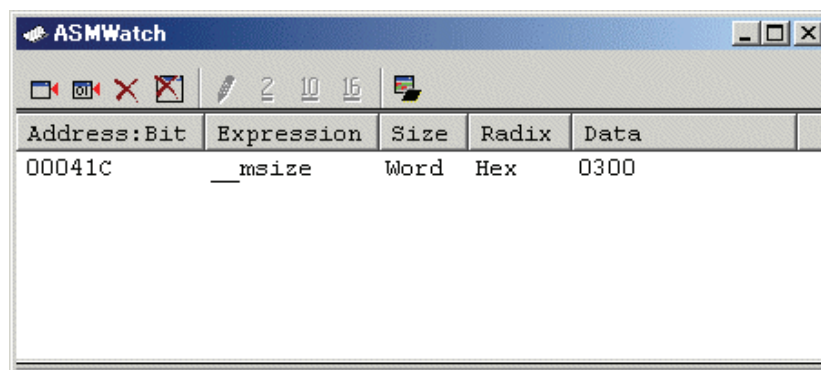 ASMWatch
2 10 16
Address:Bit Expression Size Radix Data
00041C __msize Word Hex 0300